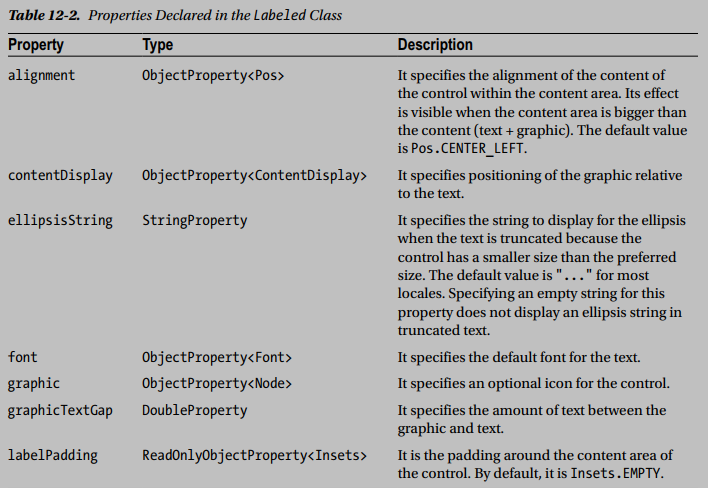 Table 12-2. Properties Declared in the Labeled Class
Property Type Description
alignment ObjectProperty<Pos> It specifies the alignment of the content of
the control within the content area. Its effect
is visible when the content area is bigger than
the content (text + graphic). The default value
is Pos.CENTER_LEFT.
contentDisplay ObjectProperty<ContentDisplay> It specifies positioning of the graphic relative
to the text.
ellipsisString StringProperty It specifies the string to display for the ellipsis
when the text is truncated because the
control has a smaller size than the preferred
size. The default value is "..." for most
locales. Specifying an empty string for this
property does not display an ellipsis string in
truncated text.
font ObjectProperty<Font> It specifies the default font for the text.
graphic ObjectProperty<Node> It specifies an optional icon for the control.
graphicTextGap DoubleProperty It specifies the amount of text between the
graphic and text.
labelPadding ReadOnlyObjectProperty<Insets> It is the padding around the content area of
the control. By default, it is Insets.EMPTY.